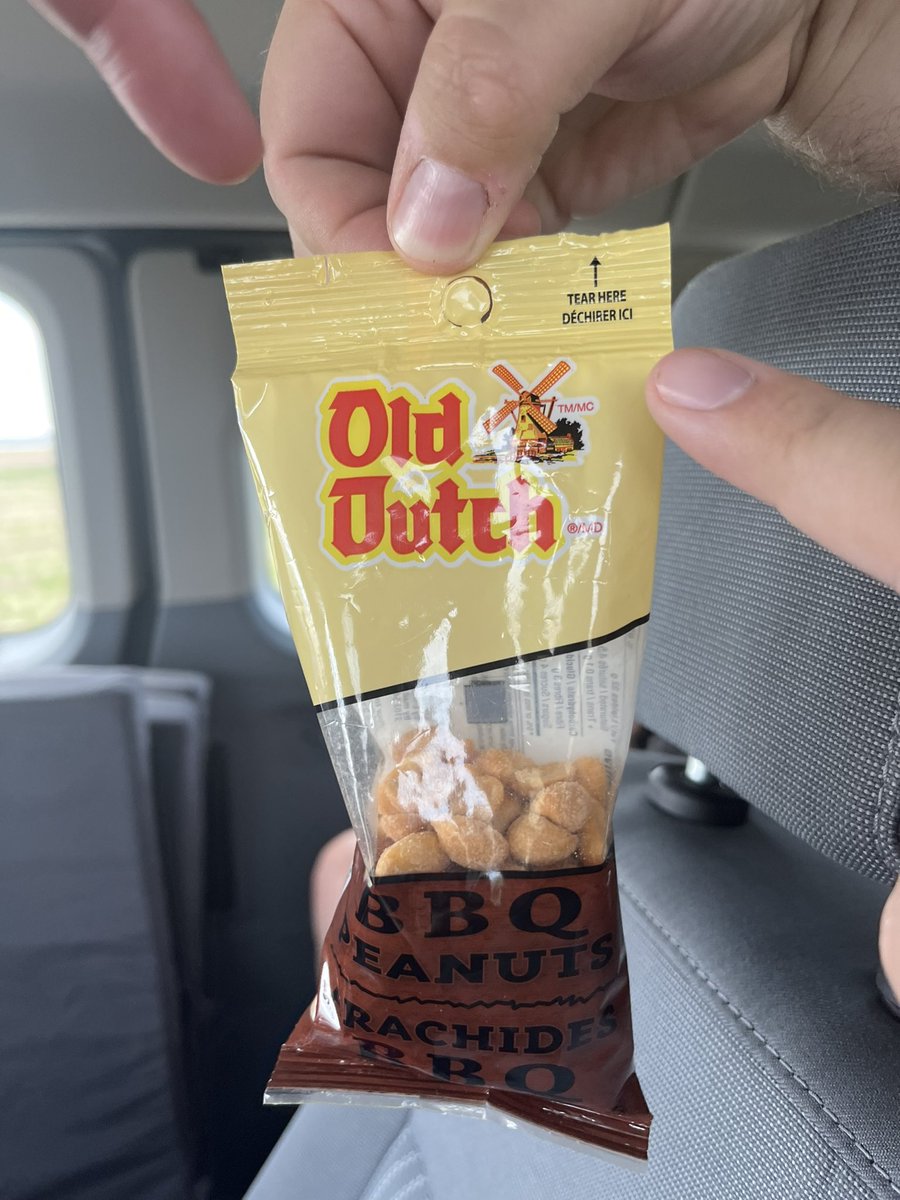 TEAR HERE
DÉCHIRER ICI
Old
Dutch
TM/MC
®/MD
BBQ
PEANUTS
ARACHIDES
BBQ